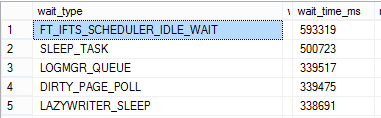 wait_type w wait_time_ms
1 FT_IFTS_SCHEDULER_IDLE_WAIT 593319
2 SLEEP_TASK 500723
3 LOGMGR_QUEUE 339517
4 DIRTY_PAGE_POLL 339475
5 LAZYWRITER_SLEEP 338691